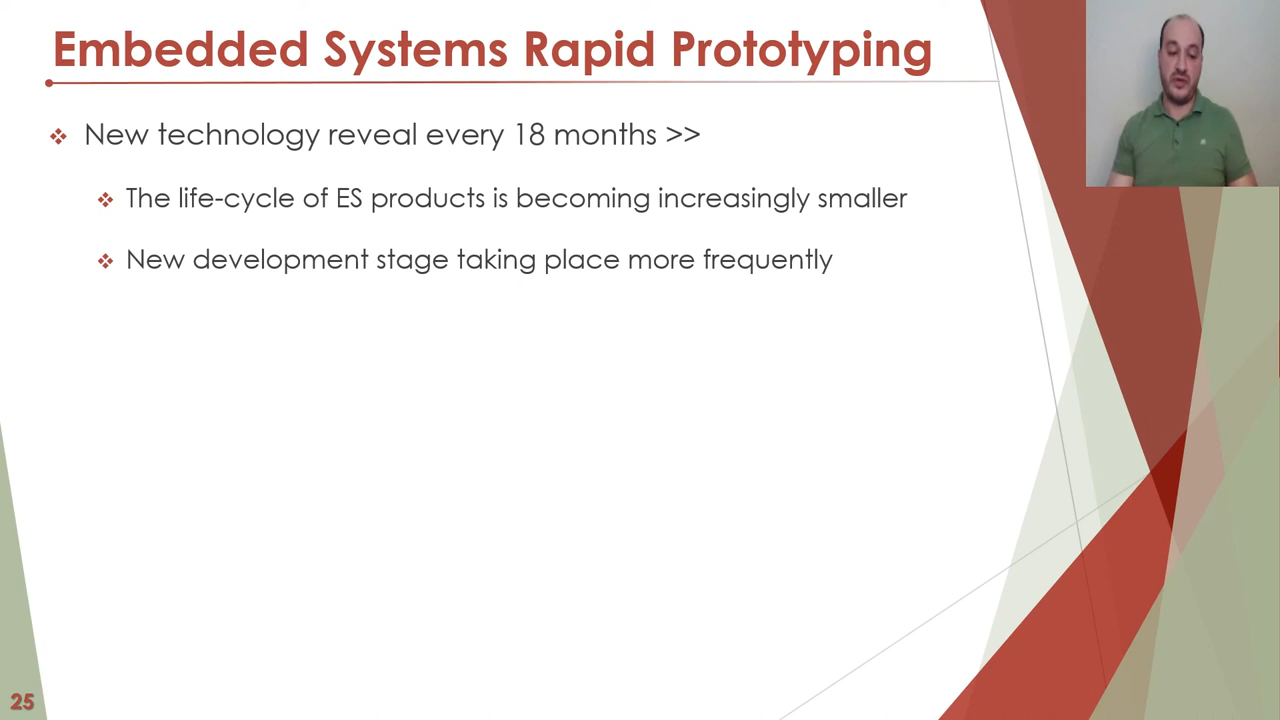 Embedded Systems Rapid Prototyping
New technology reveal every 18 months >>
The life-cycle of ES products is becoming increasingly smaller
New development stage taking place more frequently
25